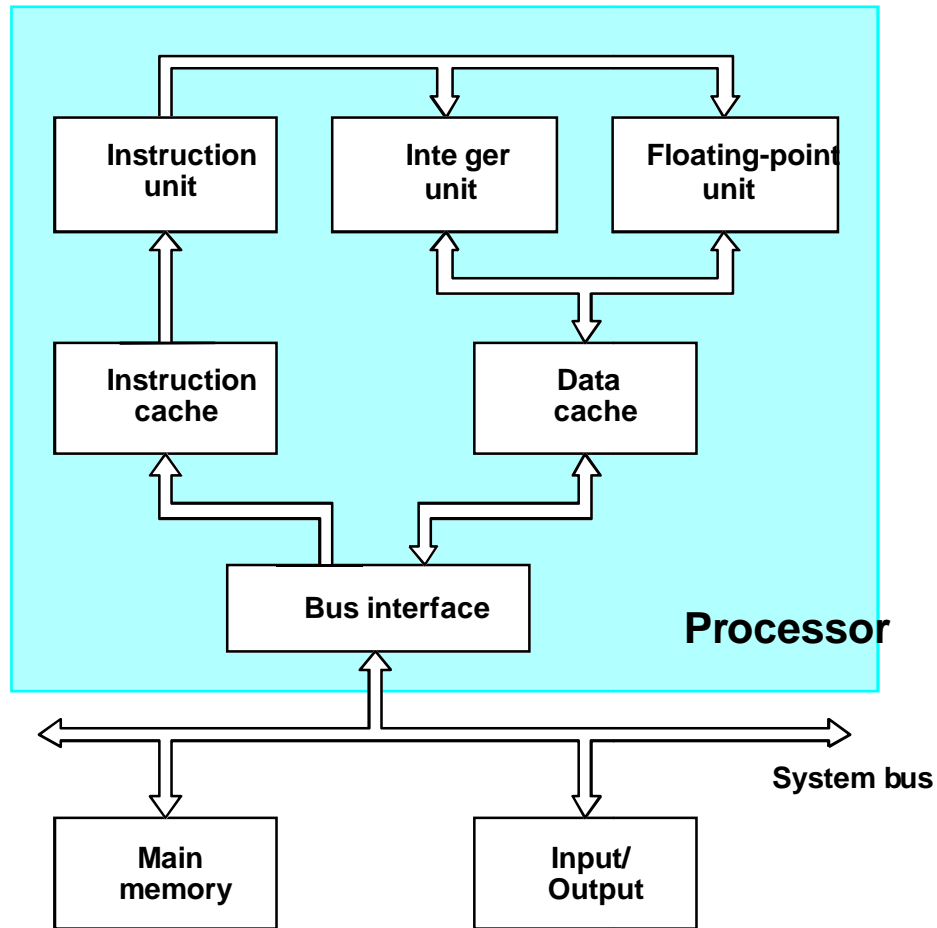 Instruction
unit
Inte ger
unit
Floating-point
unit
Instruction
cache
Data
cache
Bus interface
Processor
System bus
Main
memory
Input/
Output